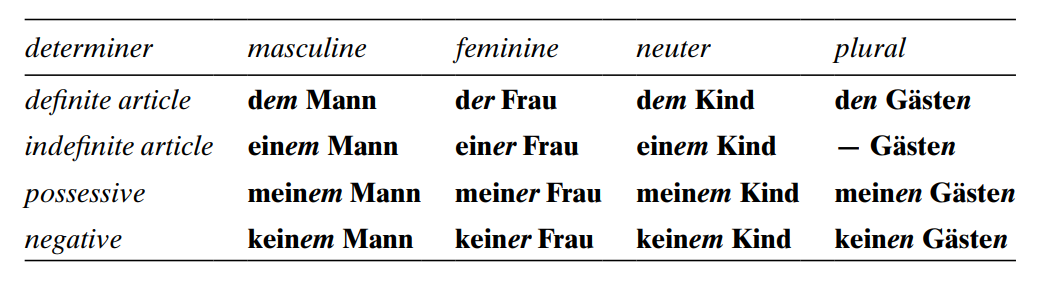 determiner masculine feminine neuter plural
definite article dem Mann der Frau dem Kind den Gästen
indefinite article einem Mann einer Frau einem Kind — Gästen
possessive meinem Mann meiner Frau meinem Kind meinen Gästen
negative keinem Mann keiner Frau keinem Kind keinen Gästen